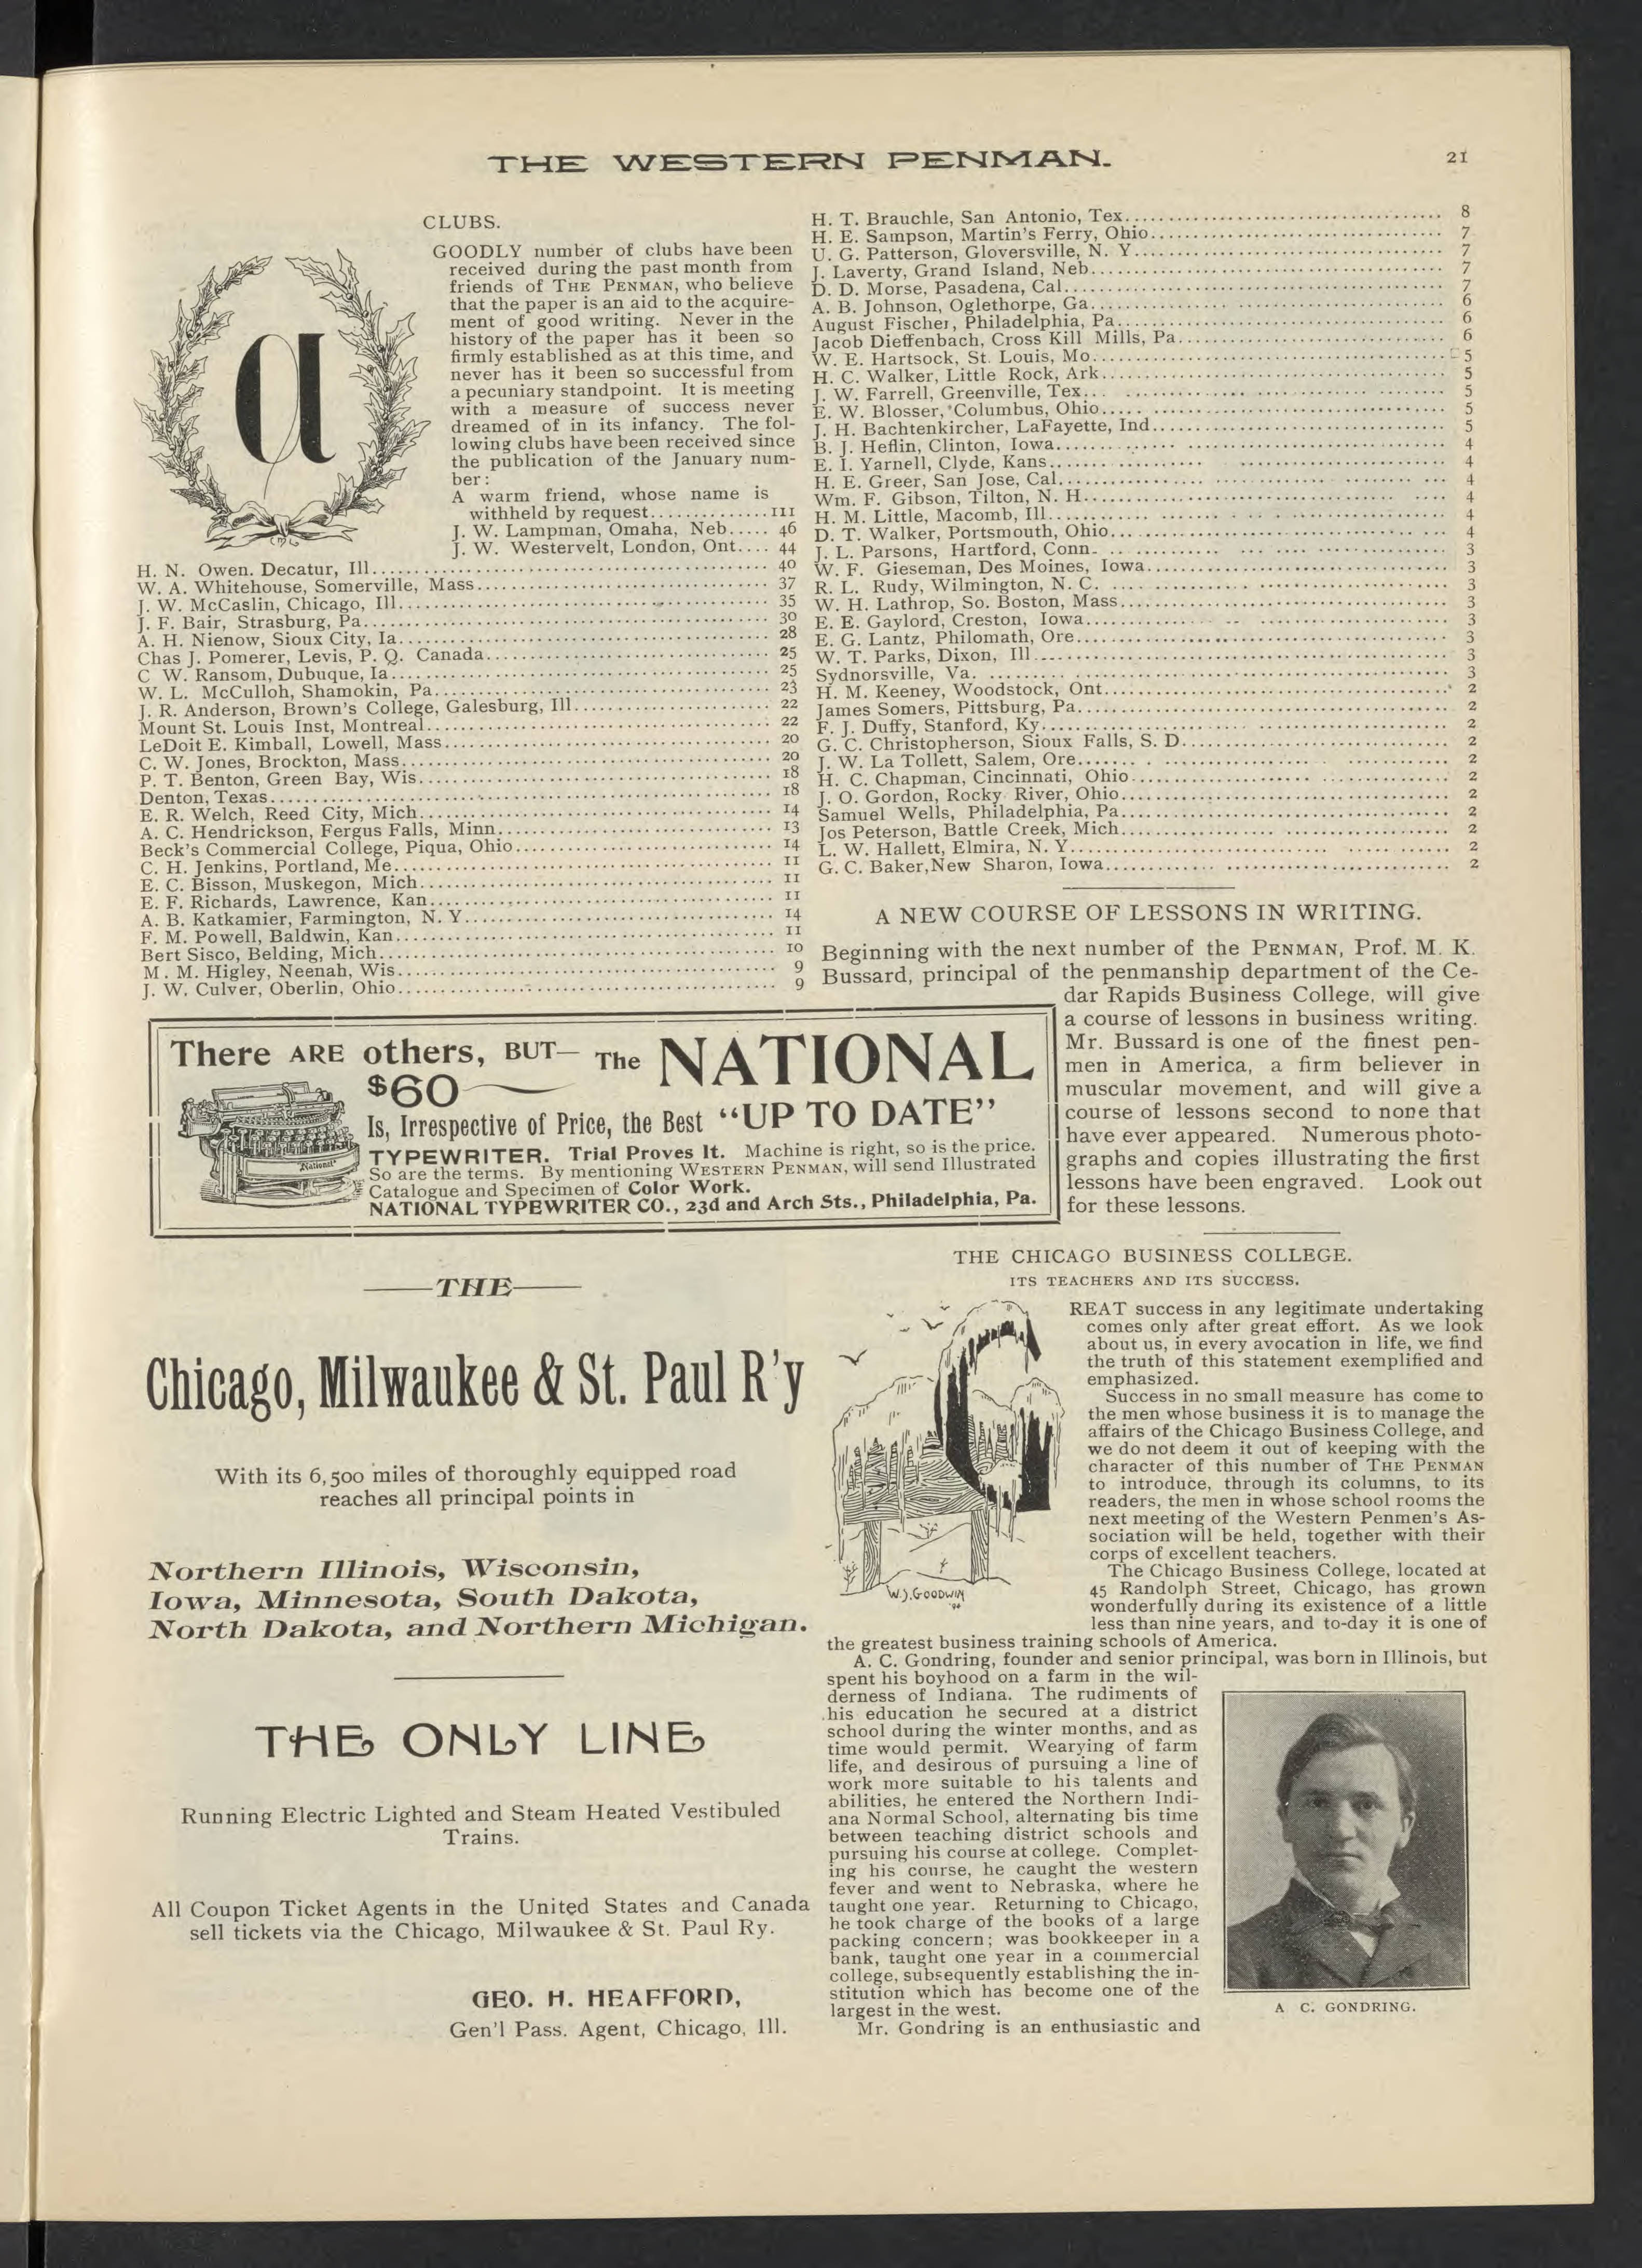 THE WESTERN PENMAN.
21
CLUBS.
a
GOODLY number of clubs have been
received during the past month from
friends of THE PENMAN, who believe
that the paper is an aid to the acquire-
ment of good writing. Never in the
history of the paper has it been so
firmly established as at this time, and
never has it been so successful from
a pecuniary standpoint. It is meeting
with a measure of success never
dreamed of in its infancy. The fol-
lowing clubs have been received since
the publication of the January num-
ber:
A warm friend, whose name is
withheld by request..............111
J. W. Lampman, Omaha, Neb..... 46
J. W. Westervelt, London, Ont.... 44
H. N. Owen. Decatur, Ill.................... 40
W. A. Whitehouse, Somerville, Mass.................... 37
J. W. McCaslin, Chicago, Ill.................... 35
J. F. Bair, Strasburg, Pa.................... 30
A. H. Nienow, Sioux City, Ia.................... 28
Chas J. Pomerer, Levis, P. Q. Canada.................... 25
C W. Ransom, Dubuque, Ia.................... 25
W. L. McCulloh, Shamokin, Pa.................... 23
J. R. Anderson, Brown's College, Galesburg, Ill.................... 22
Mount St. Louis Inst, Montreal.................... 22
LeDoit E. Kimball, Lowell, Mass.................... 20
C. W. Jones, Brockton, Mass.................... 20
P. T. Benton, Green Bay, Wis.................... 18
Denton, Texas.................... 18
E. R. Welch, Reed City, Mich.................... 14
A. C. Hendrickson, Fergus Falls, Minn.................... 13
Beck's Commercial College, Piqua, Ohio.................... 14
C. H. Jenkins, Portland, Me.................... 11
E. C. Bisson, Muskegon, Mich.................... 11
E. F. Richards, Lawrence, Kan.................... 11
A. B. Katkamier, Farmington, N. Y.................... 14
F. M. Powell, Baldwin, Kan.................... 11
Bert Sisco, Belding, Mich.................... 10
M. M. Higley, Neenah, Wis.................... 9
J. W. Culver, Oberlin, Ohio.................... 9
H. T. Brauchle, San Antonio, Tex.................... 8
H. E. Sampson, Martin's Ferry, Ohio.................... 7
U. G. Patterson, Gloversville, N. Y.................... 7
J. Laverty, Grand Island, Neb.................... 7
D. D. Morse, Pasadena, Cal.................... 7
A. B. Johnson, Oglethorpe, Ga.................... 6
August Fischer, Philadelphia, Pa.................... 6
Jacob Dieffenbach, Cross Kill Mills, Pa.................... 6
W. E. Hartsock, St. Louis, Mo.................... 5
H. C. Walker, Little Rock, Ark.................... 5
J. W. Farrell, Greenville, Tex.................... 5
E. W. Blosser, Columbus, Ohio.................... 5
J. H. Bachtenkircher, LaFayette, Ind.................... 5
B. J. Heflin, Clinton, Iowa.................... 4
E. I. Yarnell, Clyde, Kans.................... 4
H. E. Greer, San Jose, Cal.................... 4
Wm. F. Gibson, Tilton, N. H.................... 4
H. M. Little, Macomb, Ill.................... 4
D. T. Walker, Portsmouth, Ohio.................... 4
J. L. Parsons, Hartford, Conn.................... 3
W. F. Gieseman, Des Moines, Iowa.................... 3
R. L. Rudy, Wilmington, N. C.................... 3
W. H. Lathrop, So. Boston, Mass.................... 3
E. E. Gaylord, Creston, Iowa.................... 3
E. G. Lantz, Philomath, Ore.................... 3
W. T. Parks, Dixon, Ill.................... 3
Sydnorsville, Va.................... 3
H. M. Keeney, Woodstock, Ont.................... 2
James Somers, Pittsburg, Pa.................... 2
F. J. Duffy, Stanford, Ky.................... 2
G. C. Christopherson, Sioux Falls, S. D.................... 2
J. W. La Tollett, Salem, Ore.................... 2
H. C. Chapman, Cincinnati, Ohio.................... 2
J. O. Gordon, Rocky River, Ohio.................... 2
Samuel Wells, Philadelphia, Pa.................... 2
Jos Peterson, Battle Creek, Mich.................... 2
L. W. Hallett, Elmira, N. Y.................... 2
G. C. Baker, New Sharon, Iowa.................... 2
A NEW COURSE OF LESSONS IN WRITING.
Beginning with the next number of the PENMAN, Prof. M. K.
Bussard, principal of the penmanship department of the Ce-
dar Rapids Business College, will give
a course of lessons in business writing.
Mr. Bussard is one of the finest pen-
men in America, a firm believer in
muscular movement, and will give a
course of lessons second to none that
have ever appeared. Numerous photo-
graphs and copies illustrating the first
lessons have been engraved. Look out
for these lessons.
There ARE others, BUT— The NATIONAL
$60
Is, Irrespective of Price, the Best "UP TO DATE"
National
TYPEWRITER. Trial Proves It. Machine is right, so is the price.
So are the terms. By mentioning WESTERN PENMAN, will send Illustrated
Catalogue and Specimen of Color Work.
NATIONAL TYPEWRITER CO., 23d and Arch Sts., Philadelphia, Pa.
—THE—
Chicago, Milwaukee & St. Paul R'y
With its 6,500 miles of thoroughly equipped road
reaches all principal points in
Northern Illinois, Wisconsin,
Iowa, Minnesota, South Dakota,
North Dakota, and Northern Michigan.
THE ONLY LINE
Running Electric Lighted and Steam Heated Vestibuled
Trains.
All Coupon Ticket Agents in the United States and Canada
sell tickets via the Chicago, Milwaukee & St. Paul Ry.
GEO. H. HEAFFORD,
Gen'l Pass. Agent, Chicago, Ill.
THE CHICAGO BUSINESS COLLEGE.
ITS TEACHERS AND ITS SUCCESS.
W.J. GOODWIN
'94
REAT success in any legitimate undertaking
comes only after great effort. As we look
about us, in every avocation in life, we find
the truth of this statement exemplified and
emphasized.
Success in no small measure has come to
the men whose business it is to manage the
affairs of the Chicago Business College, and
we do not deem it out of keeping with the
character of this number of THE PENMAN
to introduce, through its columns, to its
readers, the men in whose school rooms the
next meeting of the Western Penmen's As-
sociation will be held, together with their
corps of excellent teachers.
The Chicago Business College, located at
45 Randolph Street, Chicago, has grown
wonderfully during its existence of a little
less than nine years, and to-day it is one of
the greatest business training schools of America.
A. C. Gondring, founder and senior principal, was born in Illinois, but
spent his boyhood on a farm in the wil-
derness of Indiana. The rudiments of
his education he secured at a district
school during the winter months, and as
time would permit. Wearying of farm
life, and desirous of pursuing a line of
work more suitable to his talents and
abilities, he entered the Northern Indi-
ana Normal School, alternating bis time
between teaching district schools and
pursuing his course at college. Complet-
ing his course, he caught the western
fever and went to Nebraska, where he
taught one year. Returning to Chicago,
he took charge of the books of a large
packing concern; was bookkeeper in a
bank, taught one year in a commercial
college, subsequently establishing the in-
stitution which has become one of the
largest in the west.
Mr. Gondring is an enthusiastic and
A C. GONDRING.